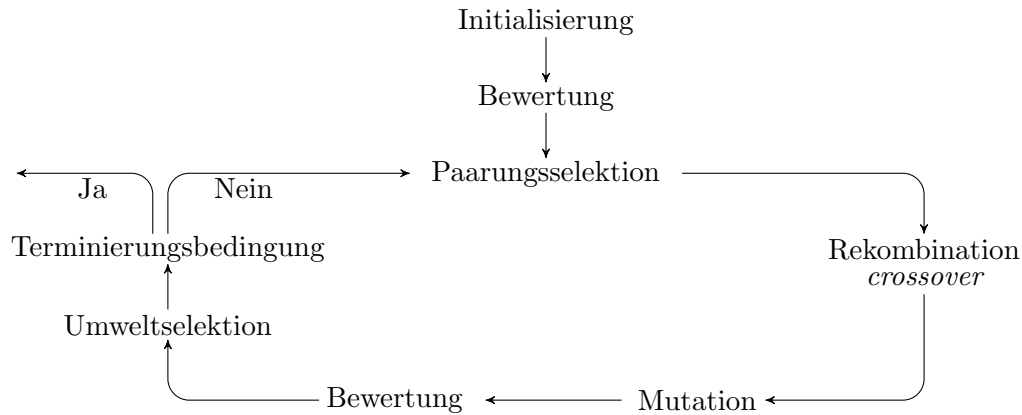 Initialisierung
Bewertung
Paarungsselektion
Ja
Nein
Terminierungsbedingung
Rekombination
crossover
Umweltselektion
Bewertung
Mutation